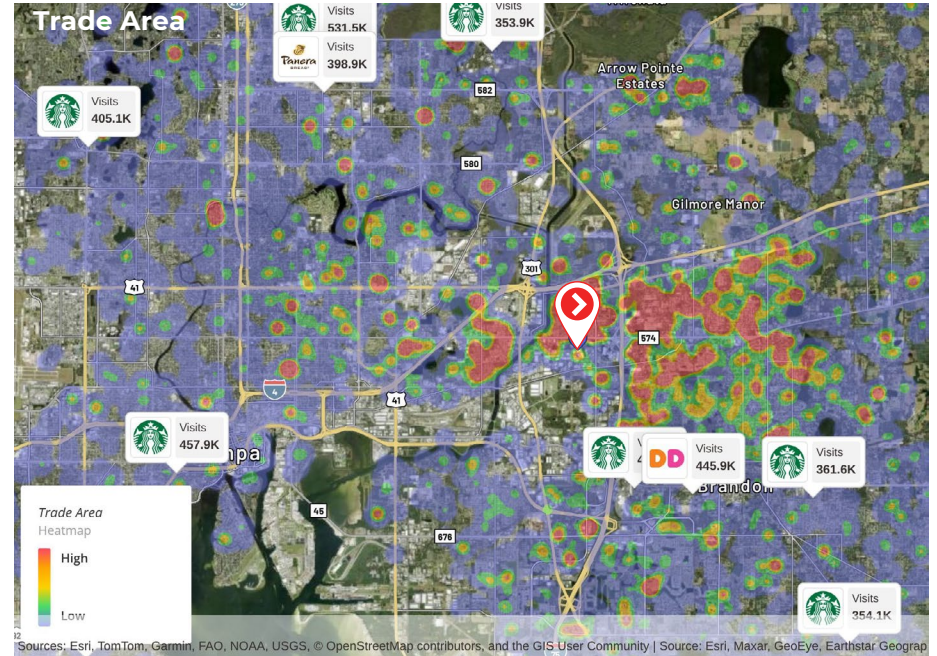 Trade Area
Visits
531.5K
353.9K
Panera
BREAD
Visits
398.9K
Arrow Pointe
Estates
582
Visits
405.1K
580
Gilmore Manor
301
41
574
4
41
Visits
457.9K
mpa
Visits
445.9K
DD
Visits
361.6K
Brandon
Trade Area
Heatmap
High
Low
45
676
Visits
354.1K
Sources: Esri, TomTom, Garmin, FAO, NOAA, USGS, © OpenStreetMap contributors, and the GIS User Community | Source: Esri, Maxar, GeoEye, Earthstar Geograp